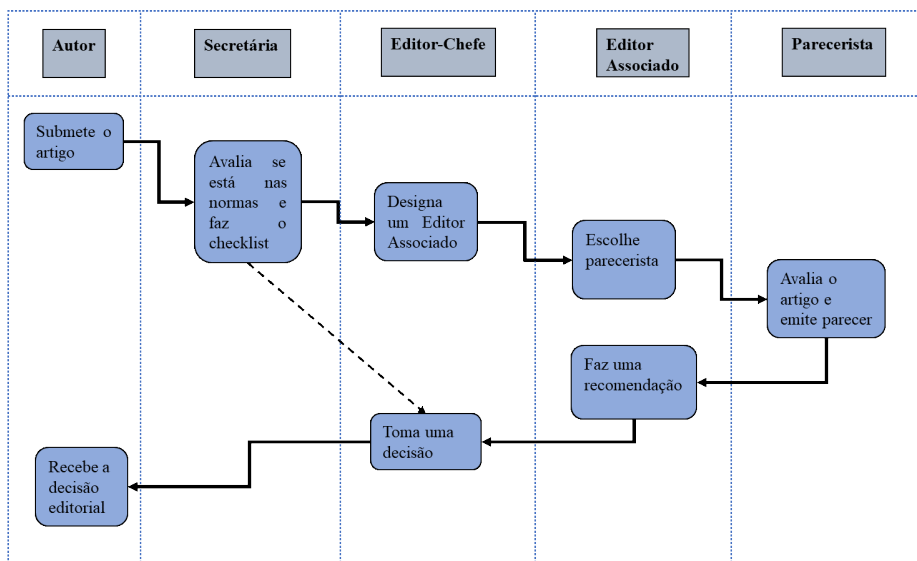 Autor
Secretária
Editor-Chefe
Editor
Associado
Parecerista
Submete o
artigo
Avalia se
está nas
normas e
faz o
checklist
Designa
um Editor
Associado
Escolhe
parecerista
Avalia o
artigo e
emite parecer
Faz uma
recomendação
Toma uma
decisão
Recebe a
decisão
editorial